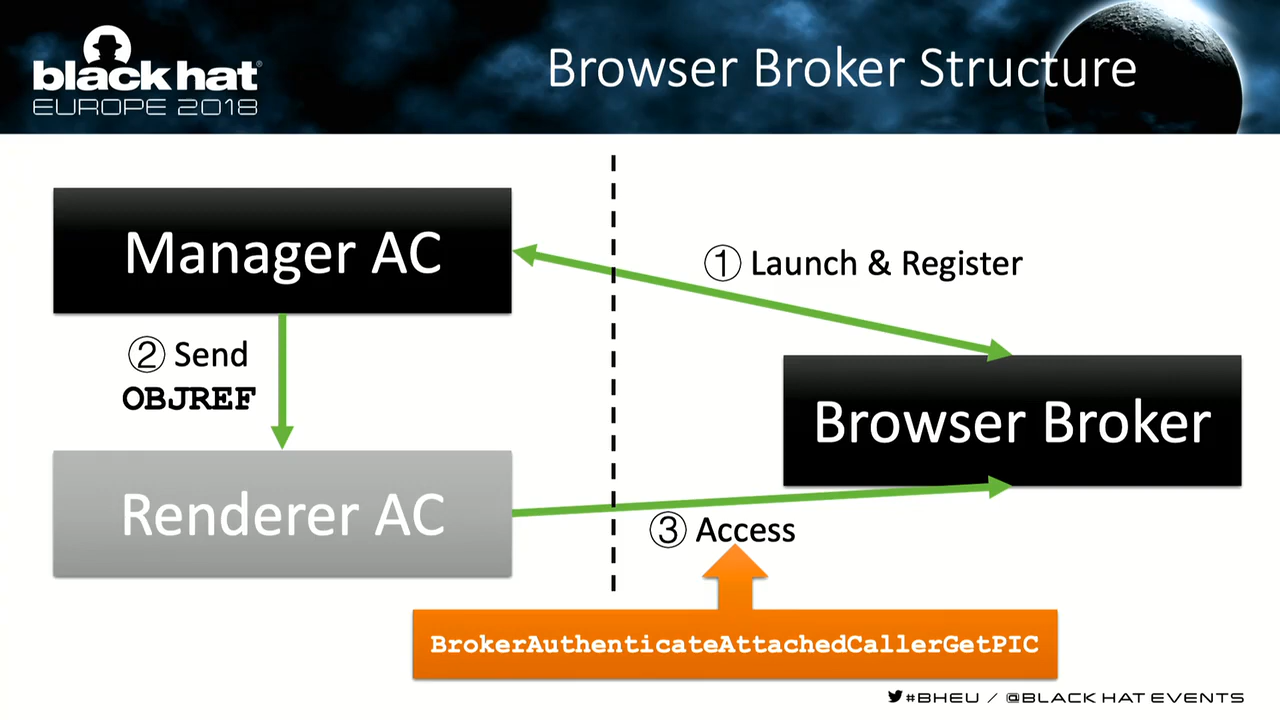 black hat®
EUROPE 2018
Browser Broker Structure
Manager AC
① Launch & Register
② Send
OBJREF
Browser Broker
Renderer AC
③ Access
BrokerAuthenticateAttachedCallerGetPIC
#BHEU / @BLACK HAT EVENTS